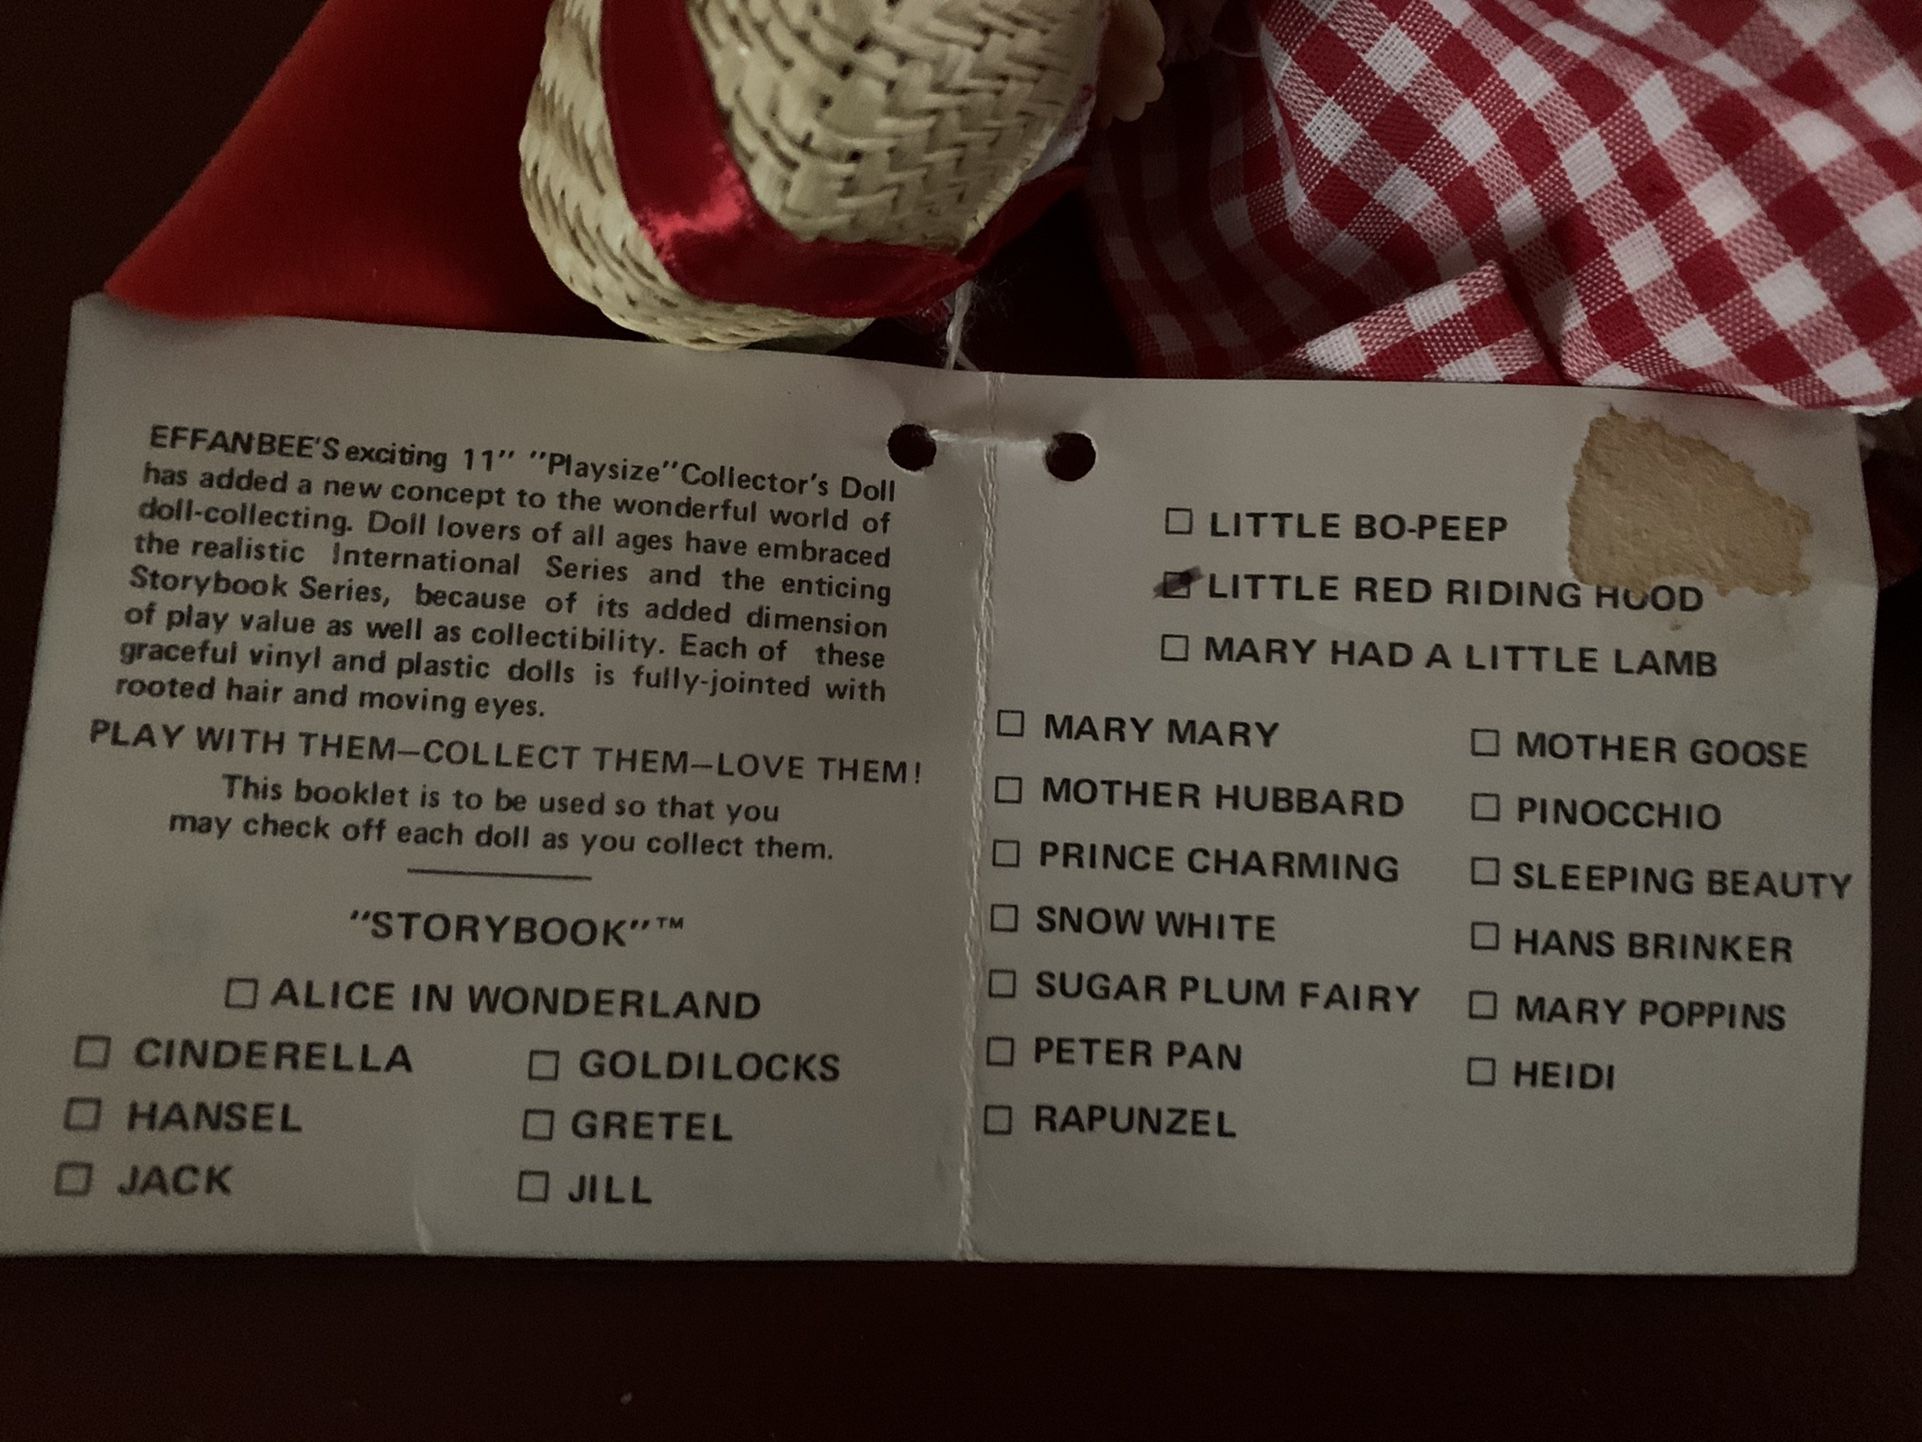 EFFANBEE'S exciting 11" "Playsize" Collector's Doll
has added a new concept to the wonderful world of
doll-collecting. Doll lovers of all ages have embraced
the realistic International Series and the enticing
Storybook Series, because of its added dimension
of play value as well as collectibility. Each of these
graceful vinyl and plastic dolls is fully-jointed with
rooted hair and moving eyes.
PLAY WITH THEM—COLLECT THEM—LOVE THEM!
This booklet is to be used so that you
may check off each doll as you collect them.
"STORYBOOK"™
☐ ALICE IN WONDERLAND
☐ CINDERELLA ☐ GOLDILOCKS
☐ HANSEL ☐ GRETEL
☐ JACK ☐ JILL
☐ LITTLE BO-PEEP
☑ LITTLE RED RIDING HOOD
☐ MARY HAD A LITTLE LAMB
☐ MARY MARY ☐ MOTHER GOOSE
☐ MOTHER HUBBARD ☐ PINOCCHIO
☐ PRINCE CHARMING ☐ SLEEPING BEAUTY
☐ SNOW WHITE ☐ HANS BRINKER
☐ SUGAR PLUM FAIRY ☐ MARY POPPINS
☐ PETER PAN ☐ HEIDI
☐ RAPUNZEL